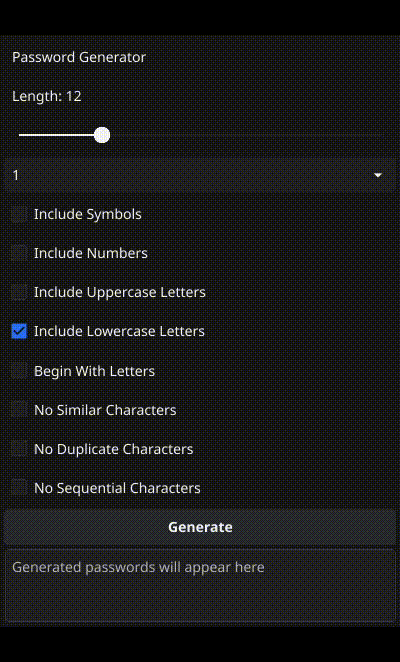 Password Generator
Length: 12
1
Include Symbols
Include Numbers
Include Uppercase Letters
Include Lowercase Letters
Begin With Letters
No Similar Characters
No Duplicate Characters
No Sequential Characters
Generate
Generated passwords will appear here